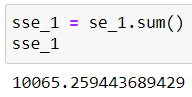 sse_1 = se_1.sum()
sse_1
10065.259443689429